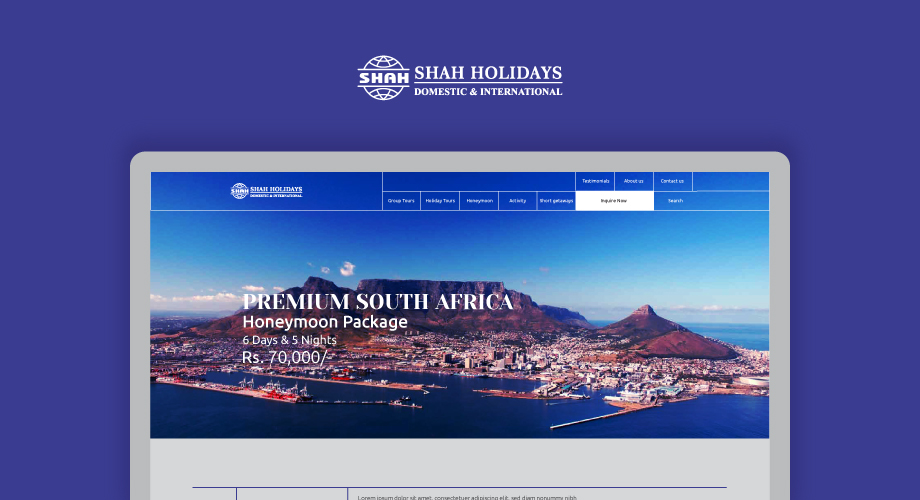 SHAH
SHAH HOLIDAYS
DOMESTIC & INTERNATIONAL
SHAH
SHAH HOLIDAYS
DOMESTIC & INTERNATIONAL
Testimonials
About us
Contact us
Group Tours
Holiday Tours
Honeymoon
Activity
Short getaways
Inquire Now
Search
PREMIUM SOUTH AFRICA
Honeymoon Package
6 Days & 5 Nights
Rs. 70,000/-
Lorem ipsum dolor sit amet, consectetuer adipiscing elit, sed diam nonummy nibh